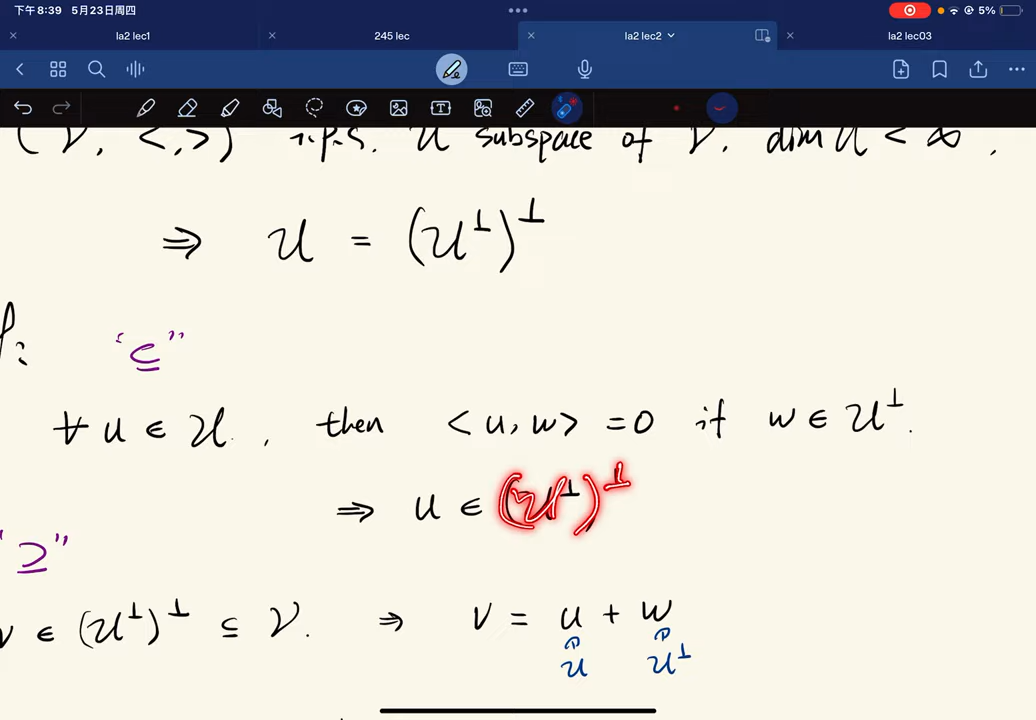 下午8:39 5月23日周四 5%
la2 lec1 245 lec la2 lec2 la2 lec03
(V, <,>) i.p.s. U subspace of V. dim U < ∞ .
⇒ U = (U⊥)⊥
pf:
"⊆"
∀ u ∈ U. , then <u, w> = 0 if w ∈ U⊥.
⇒ u ∈ (U⊥)⊥
"⊇"
v ∈ (U⊥)⊥ ⊆ V. ⇒ v = u + w
U U⊥